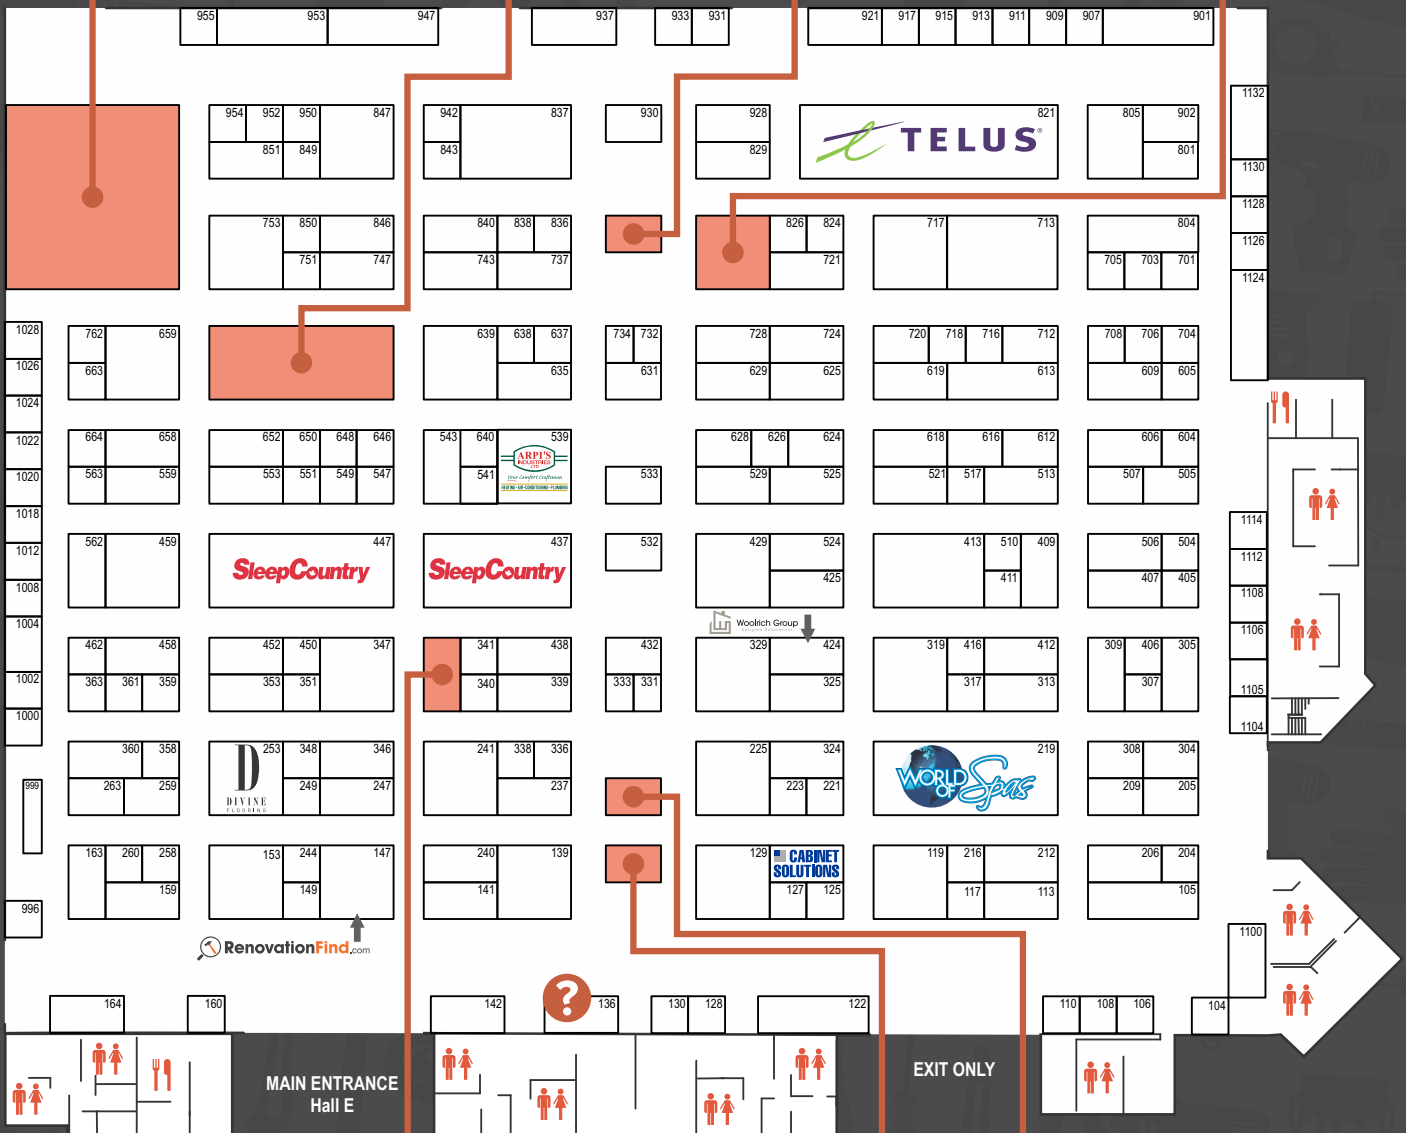 955 953 947 937 933 931 921 917 915 913 911 909 907 901
1132
954 952 950 847 942 837 930 928 821 805 902
TELUS®
851 849 843 829 801
1130
1128
753 850 846 840 838 836 826 824 717 713 804
1126
751 747 743 737 721 705 703 701
1124
1028 762 659 639 638 637 734 732 728 724 720 718 716 712 708 706 704
1026 663 635 631 629 625 619 613 609 605
1024
1022 664 658 652 650 648 646 543 640 539 628 626 624 618 616 612 606 604
ARPI'S
INDUSTRIES
LTD
1020 563 559 553 551 549 547 541 533 529 525 521 517 513 507 505
Your Comfort Craftsmen
HEATING • AIR-CONDITIONING • PLUMBING
1018 1114
1012 562 459 447 437 532 429 524 413 510 409 506 504
1112
SleepCountry SleepCountry
1008 425 411 407 405
1108
1004 Woolrich Group
1106
462 458 452 450 347 341 438 432 329 424 319 416 412 309 406 305
1002 363 361 359 353 351 340 339 333 331 325 317 313 307
1105
1000 1104
360 358 253 348 346 241 338 336 225 324 219 308 304
D
WORLD
OF
Spas
999 263 259 249 247 237 223 221 209 205
DIVINE
FLOORING
163 260 258 153 244 147 240 139 129 119 216 212 206 204
CABINET
SOLUTIONS
159 149 141 127 125 117 113 105
996
1100
RenovationFind.com
?
164 160 142 136 130 128 122 110 108 106 104
MAIN ENTRANCE
Hall E
EXIT ONLY